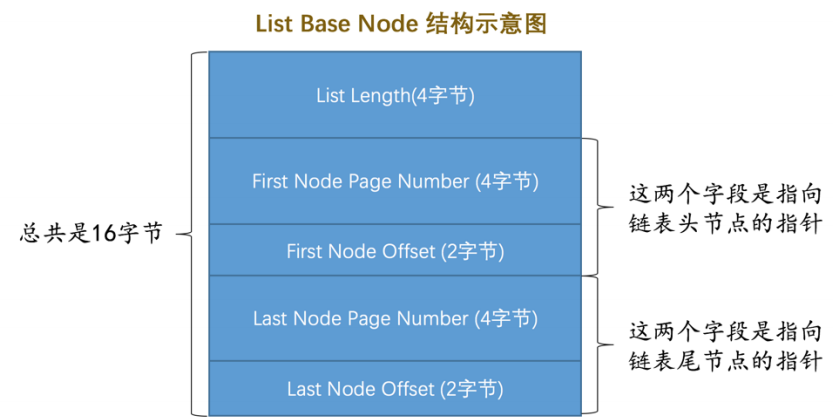 List Base Node 结构示意图
List Length(4字节)
First Node Page Number (4字节)
First Node Offset (2字节)
Last Node Page Number (4字节)
Last Node Offset (2字节)
总共是16字节
这两个字段是指向
链表头节点的指针
这两个字段是指向
链表尾节点的指针